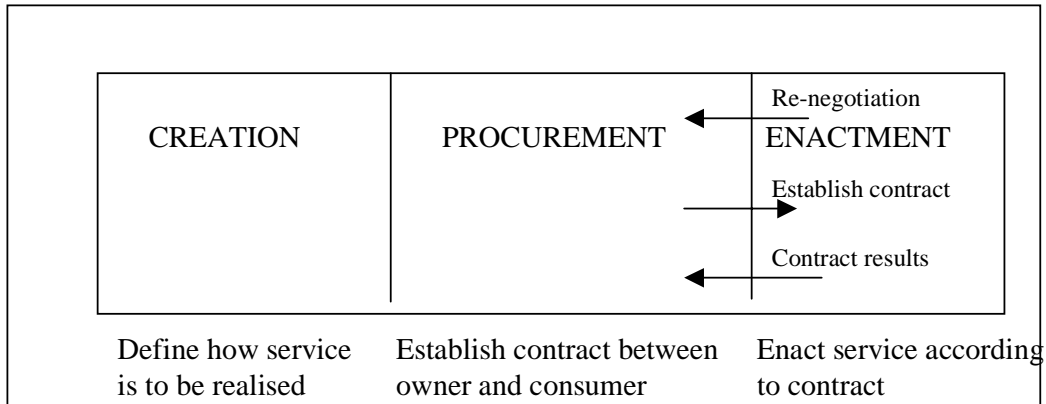 Re-negotiation
CREATION PROCUREMENT ENACTMENT
Establish contract
Contract results
Define how service Establish contract between Enact service according
is to be realised owner and consumer to contract